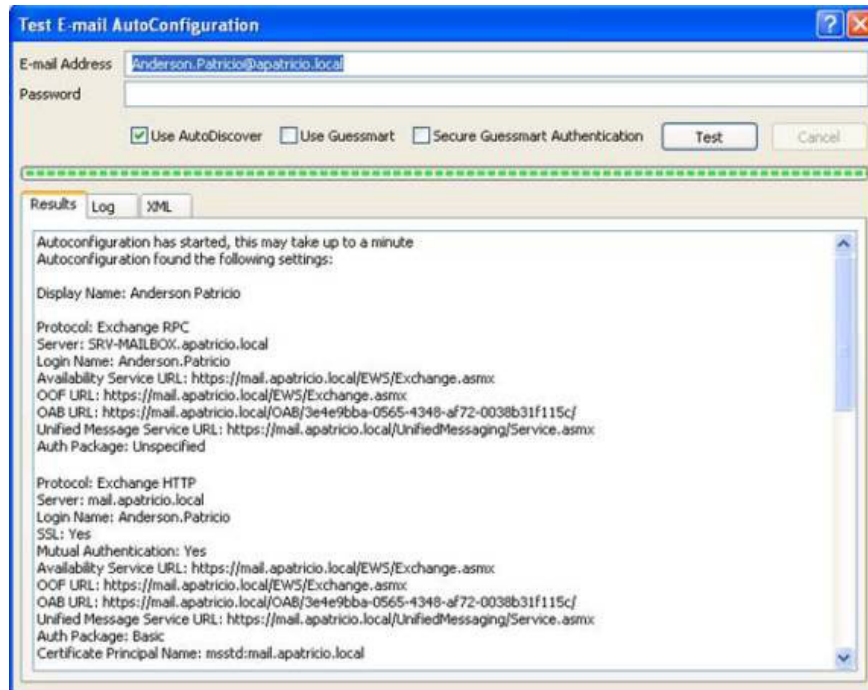 Test E-mail AutoConfiguration
E-mail Address Anderson.Patricio@apatricio.local
Password
Use AutoDiscover Use Guessmart Secure Guessmart Authentication Test Cancel
Results Log XML
Autoconfiguration has started, this may take up to a minute
Autoconfiguration found the following settings:
Display Name: Anderson Patricio
Protocol: Exchange RPC
Server: SRV-MAILBOX.apatricio.local
Login Name: Anderson.Patricio
Availability Service URL: https://mail.apatricio.local/EWS/Exchange.asmx
OOF URL: https://mail.apatricio.local/EWS/Exchange.asmx
OAB URL: https://mail.apatricio.local/OAB/3e4e9bba-0565-4348-af72-0038b31f115c/
Unified Message Service URL: https://mail.apatricio.local/UnifiedMessaging/Service.asmx
Auth Package: Unspecified
Protocol: Exchange HTTP
Server: mail.apatricio.local
Login Name: Anderson.Patricio
SSL: Yes
Mutual Authentication: Yes
Availability Service URL: https://mail.apatricio.local/EWS/Exchange.asmx
OOF URL: https://mail.apatricio.local/EWS/Exchange.asmx
OAB URL: https://mail.apatricio.local/OAB/3e4e9bba-0565-4348-af72-0038b31f115c/
Unified Message Service URL: https://mail.apatricio.local/UnifiedMessaging/Service.asmx
Auth Package: Basic
Certificate Principal Name: msstd:mail.apatricio.local